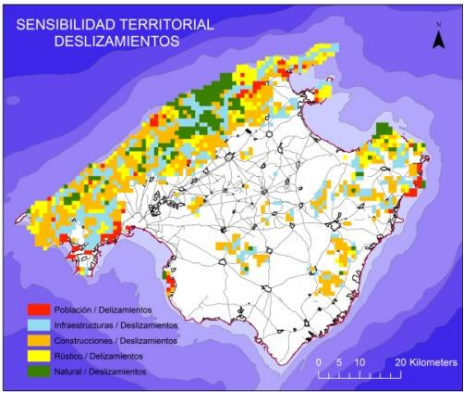 SENSIBILIDAD TERRITORIAL
DESLIZAMIENTOS
N
Población / Delizamientos
Infraestructuras / Deslizamientos
Construcciones / Deslizamientos
Rústico / Delizamientos
Natural / Deslizamientos
0 5 10 20 Kilometers